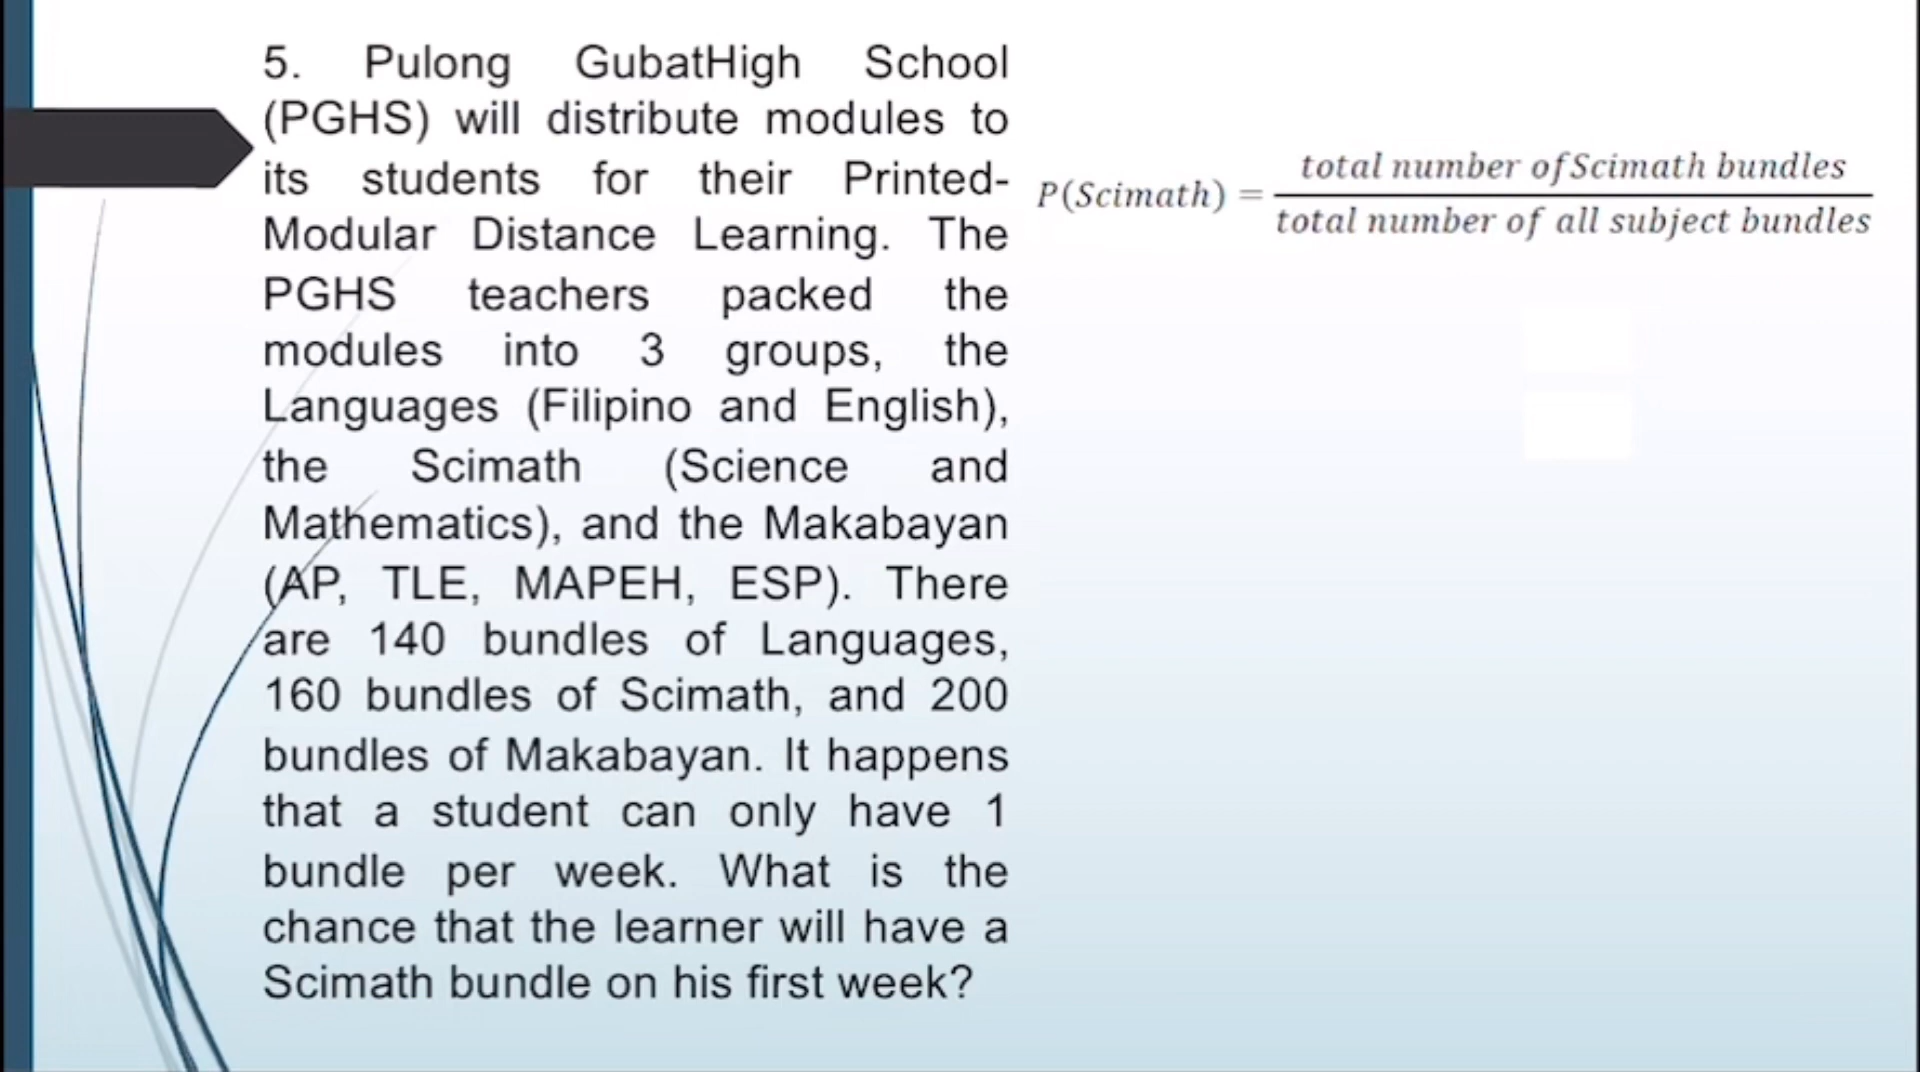 5. Pulong GubatHigh School
(PGHS) will distribute modules to
its students for their Printed-
Modular Distance Learning. The
PGHS teachers packed the
modules into 3 groups, the
Languages (Filipino and English),
the Scimath (Science and
Mathematics), and the Makabayan
(AP, TLE, MAPEH, ESP). There
are 140 bundles of Languages,
160 bundles of Scimath, and 200
bundles of Makabayan. It happens
that a student can only have 1
bundle per week. What is the
chance that the learner will have a
Scimath bundle on his first week?
total number ofScimath bundles
P(Scimath) =
total number of all subject bundles